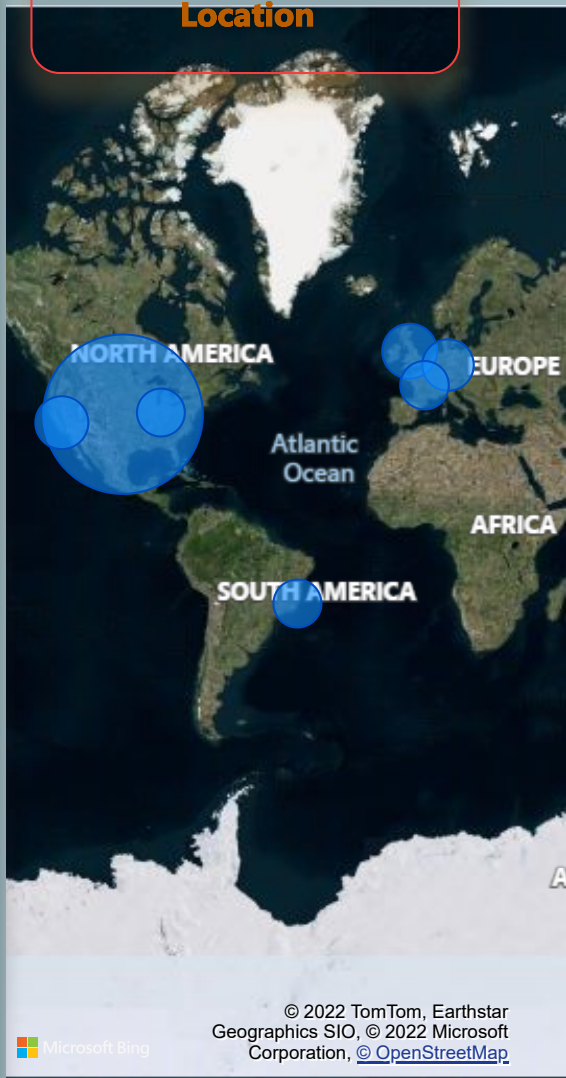 Location
NORTH AMERICA
EUROPE
Atlantic
Ocean
AFRICA
SOUTH AMERICA
A
© 2022 TomTom, Earthstar
Geographics SIO, © 2022 Microsoft
Microsoft Bing
Corporation, © OpenStreetMap